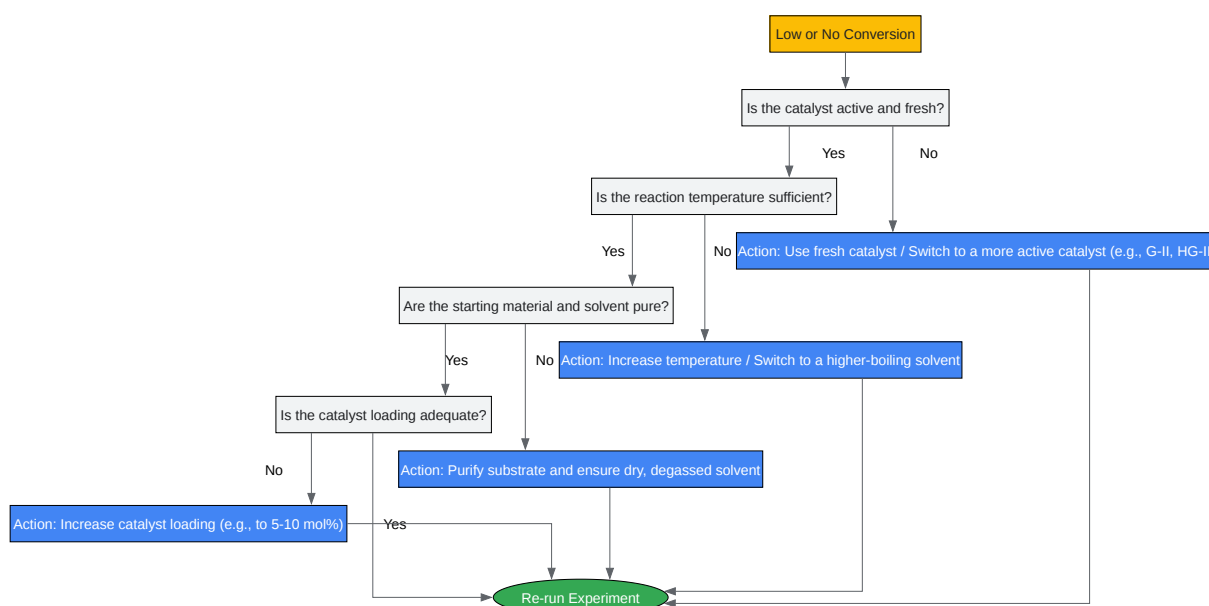 Low or No Conversion
Is the catalyst active and fresh?
Yes
No
Is the reaction temperature sufficient?
Yes
No
Action: Use fresh catalyst / Switch to a more active catalyst (e.g., G-II, HG-II
Are the starting material and solvent pure?
Yes
No
Action: Increase temperature / Switch to a higher-boiling solvent
Is the catalyst loading adequate?
No
Action: Purify substrate and ensure dry, degassed solvent
Action: Increase catalyst loading (e.g., to 5-10 mol%)
Yes
Re-run Experiment